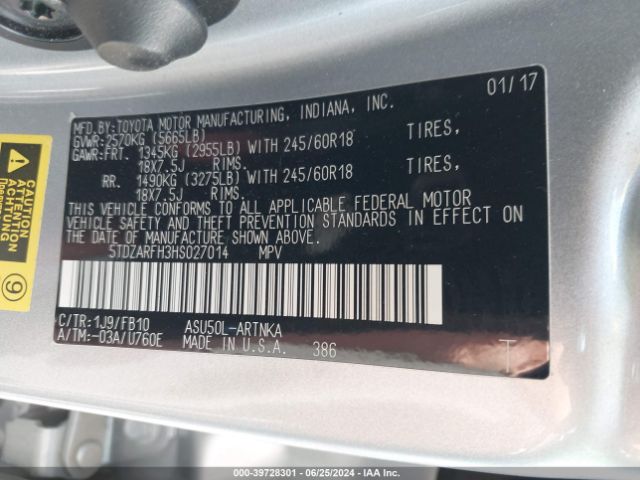 01/17
MFD.BY:TOYOTA MOTOR MANUFACTURING, INDIANA, INC.
GVWR:2570KG (5665LB)
GAWR:FRT. 1345KG (2955LB) WITH 245/60R18 TIRES,
18X7.5J RIMS,
RR. 1490KG (3275LB) WITH 245/60R18 TIRES,
18X7.5J RIMS.
THIS VEHICLE CONFORMS TO ALL APPLICABLE FEDERAL MOTOR
VEHICLE SAFETY AND THEFT PREVENTION STANDARDS IN EFFECT ON
THE DATE OF MANUFACTURE SHOWN ABOVE.
5TDZARFH3HS027014 MPV
C/TR:1J9/FB10 ASU50L-ARTNKA
A/TM:-03A/U760E MADE IN U.S.A. 386 T
CAUTION
ATTENTION
ACHTUNG
9
000-39728301 - 06/25/2024 - IAA Inc.